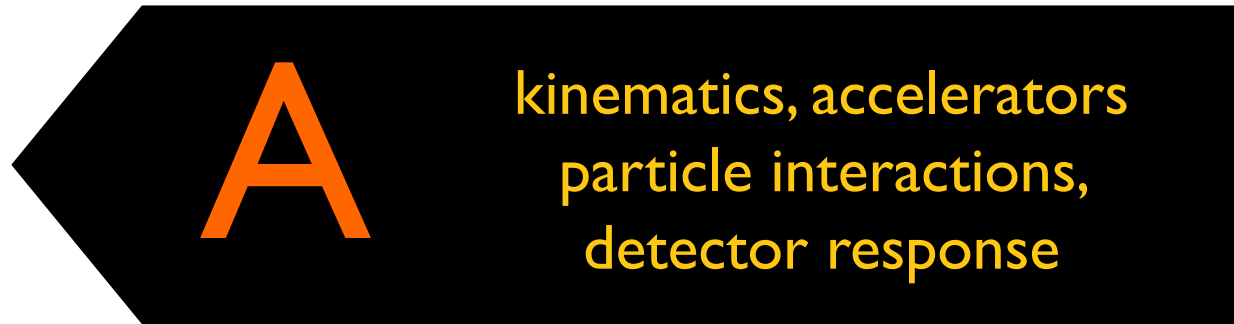 A
kinematics, accelerators
particle interactions,
detector response